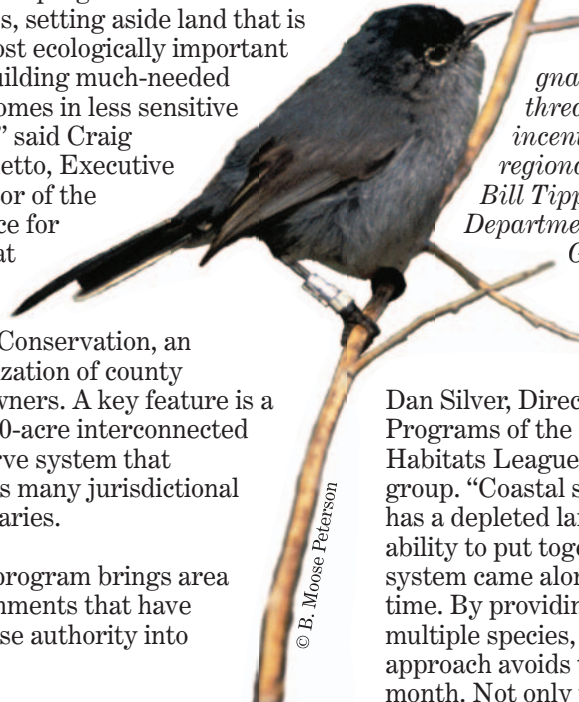 s, setting aside land that is
ost ecologically important
uilding much-needed
omes in less sensitive
” said Craig
etto, Executive
or of the
ce for
at
Conservation, an
zation of county
wners. A key feature is a
0-acre interconnected
rve system that
s many jurisdictional
aries.
program brings area
nments that have
se authority into
© B. Moose Peterson
gna
threa
incent
regiona
Bill Tipp
Departme
G
Dan Silver, Direc
Programs of the
Habitats League
group. “Coastal s
has a depleted la
ability to put toge
system came alon
time. By providin
multiple species,
approach avoids t
month. Not only